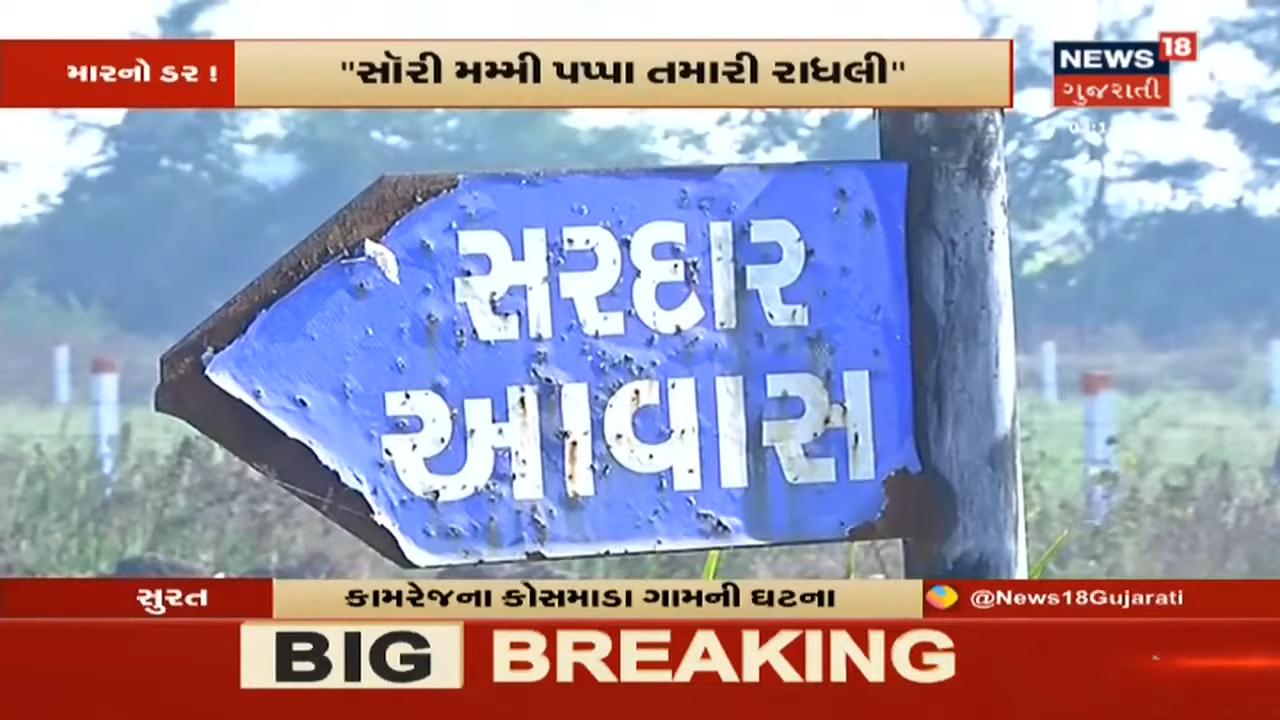 મારનો ડર !
"સૉરી મમ્મી પપ્પા તમારી રાધલી"
NEWS 18
ગુજરાતી
સરદાર
આવાસ
સુરત
કામરેજના કોસમાડા ગામની ઘટના
@News18Gujarati
BIG BREAKING